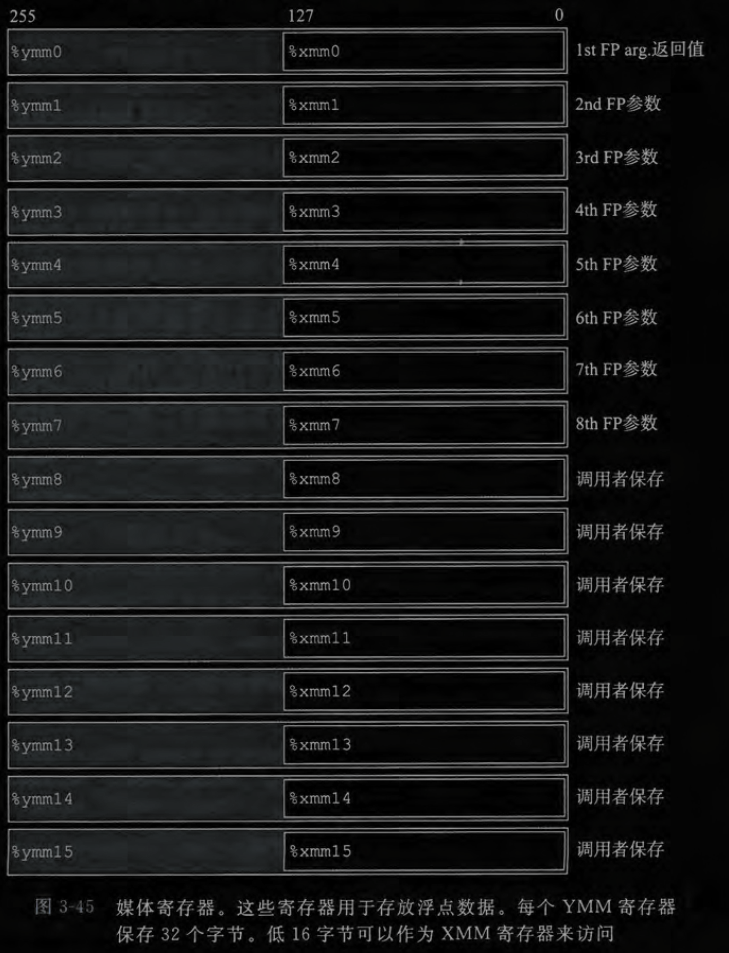 255 127 0
%ymm0 %xmm0 1st FP arg.返回值
%ymm1 %xmm1 2nd FP参数
%ymm2 %xmm2 3rd FP参数
%ymm3 %xmm3 4th FP参数
%ymm4 %xmm4 5th FP参数
%ymm5 %xmm5 6th FP参数
%ymm6 %xmm6 7th FP参数
%ymm7 %xmm7 8th FP参数
%ymm8 %xmm8 调用者保存
%ymm9 %xmm9 调用者保存
%ymm10 %xmm10 调用者保存
%ymm11 %xmm11 调用者保存
%ymm12 %xmm12 调用者保存
%ymm13 %xmm13 调用者保存
%ymm14 %xmm14 调用者保存
%ymm15 %xmm15 调用者保存
图 3-45 媒体寄存器。这些寄存器用于存放浮点数据。每个 YMM 寄存器
保存 32 个字节。低 16 字节可以作为 XMM 寄存器来访问